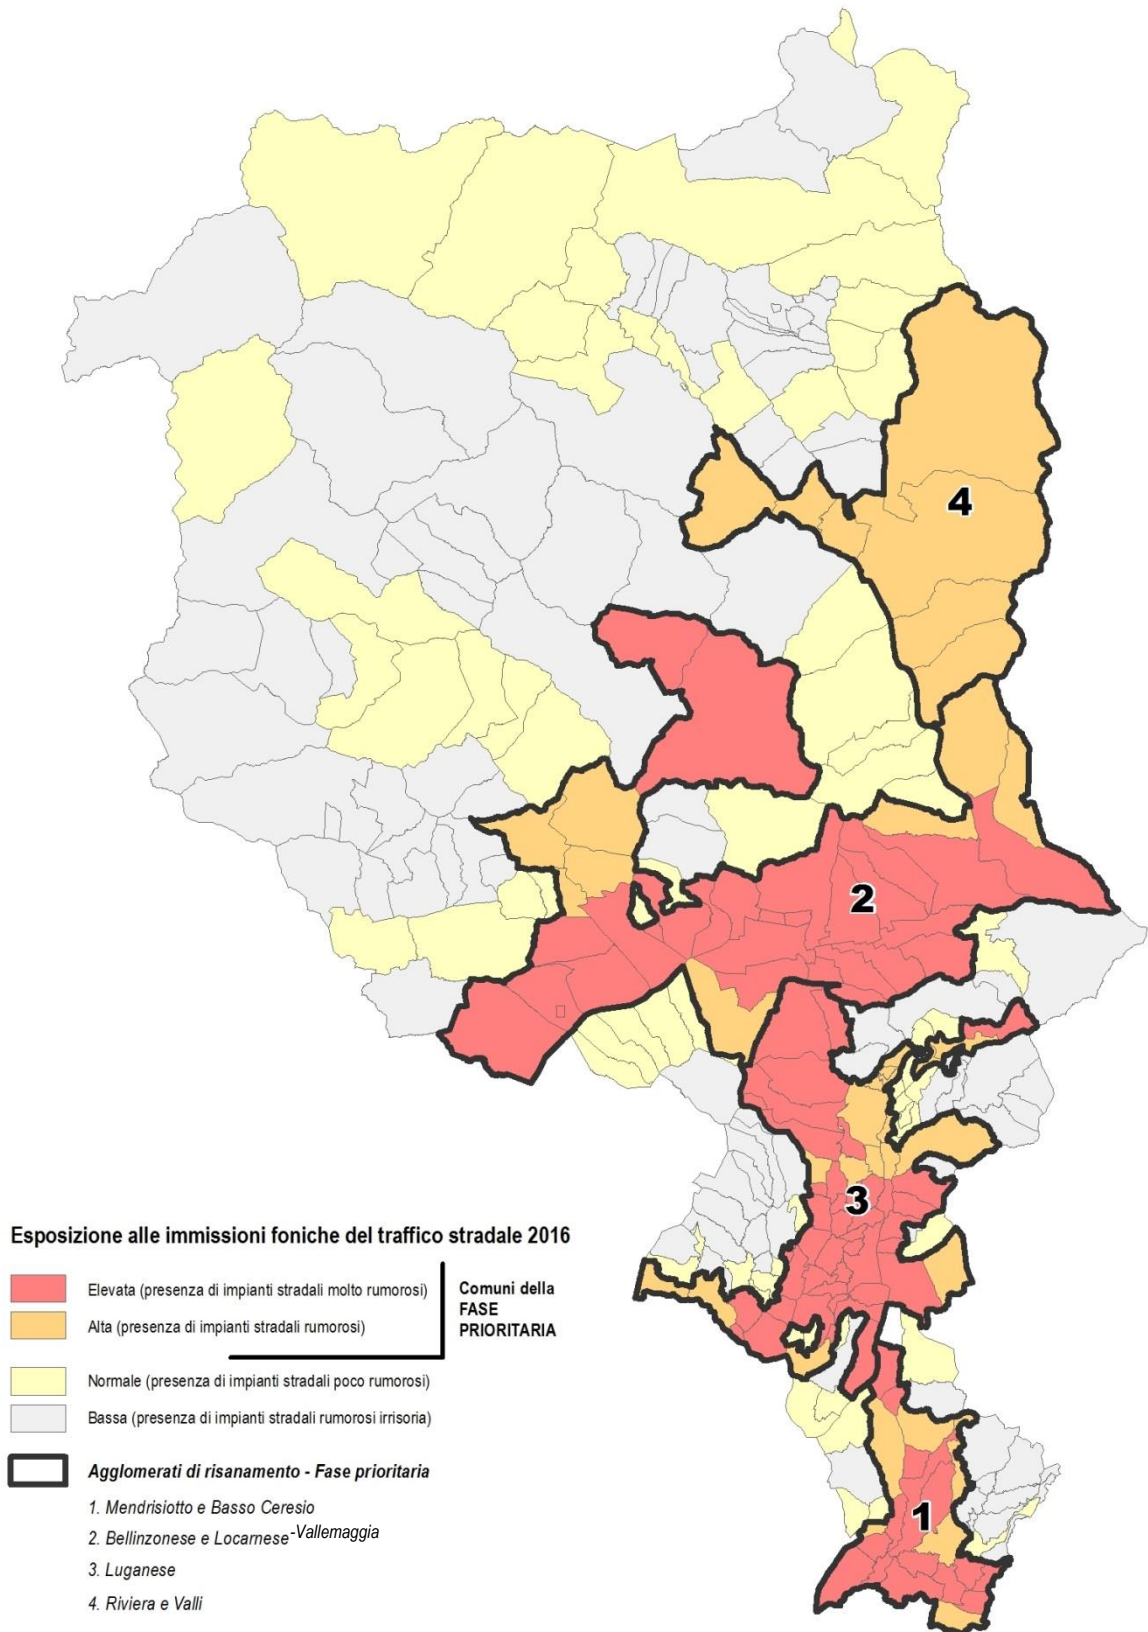 4
2
3
1
Esposizione alle immissioni foniche del traffico stradale 2016
Elevata (presenza di impianti stradali molto rumorosi)
Alta (presenza di impianti stradali rumorosi)
Comuni della
FASE
PRIORITARIA
Normale (presenza di impianti stradali poco rumorosi)
Bassa (presenza di impianti stradali rumorosi irrisoria)
Agglomerati di risanamento - Fase prioritaria
1. Mendrisiotto e Basso Ceresio
2. Bellinzonese e Locarnese-Vallemaggia
3. Luganese
4. Riviera e Valli